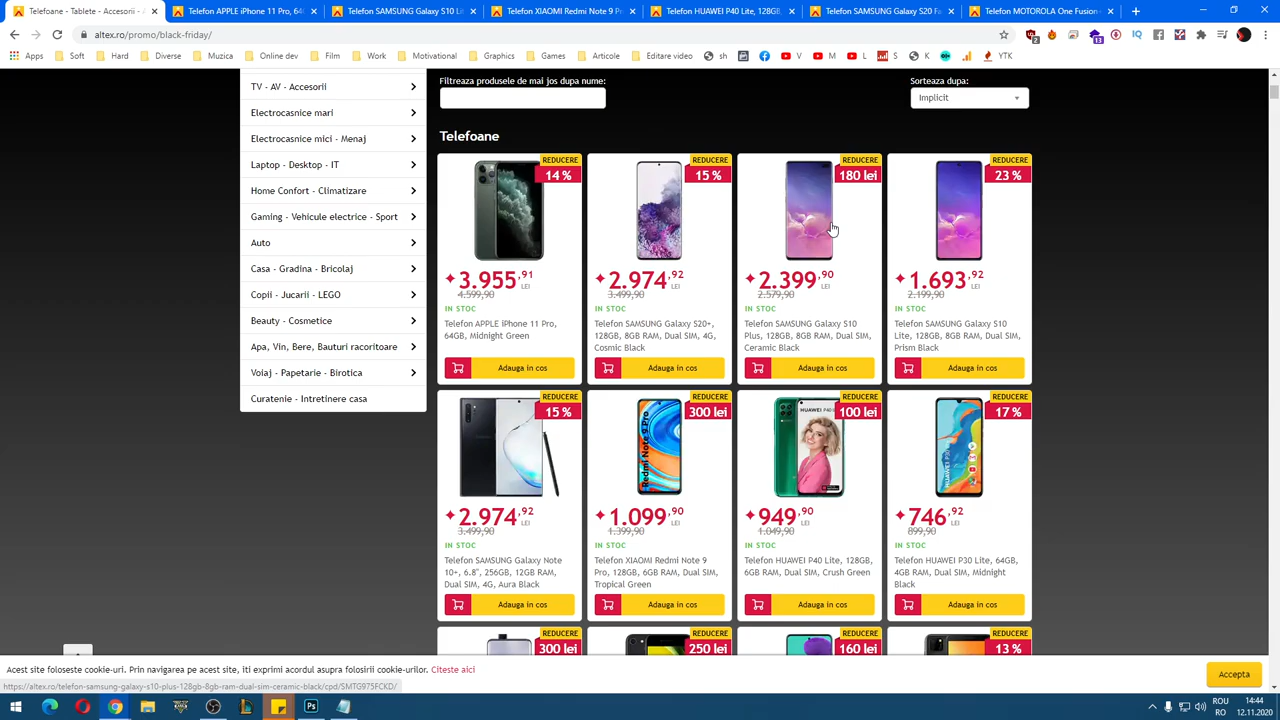 Telefoane - Tablete - Accesorii - A
Telefon APPLE iPhone 11 Pro, 64
Telefon SAMSUNG Galaxy S10 Lit
Telefon XIAOMI Redmi Note 9 Pr
Telefon HUAWEI P40 Lite, 128GB,
Telefon SAMSUNG Galaxy S20 Fa
Telefon MOTOROLA One Fusion+
altex.ro/promo/black-friday/
Apps
Soft
Hard
Diverse
Muzica
Online dev
Film
Work
Motivational
Graphics
Games
Articole
Editare video
sh
V
M
L
S
K
YTK
TV - AV - Accesorii
Electrocasnice mari
Electrocasnice mici - Menaj
Laptop - Desktop - IT
Home Confort - Climatizare
Gaming - Vehicule electrice - Sport
Auto
Casa - Gradina - Bricolaj
Copii - Jucarii - LEGO
Beauty - Cosmetice
Apa, Vin, Bere, Bauturi racoritoare
Voiaj - Papetarie - Birotica
Curatenie - Intretinere casa
Filtreaza produsele de mai jos dupa nume:
Sorteaza dupa:
Implicit
Telefoane
REDUCERE
14 %
3.955,91
LEI
4.599,90
IN STOC
Telefon APPLE iPhone 11 Pro,
64GB, Midnight Green
Adauga in cos
REDUCERE
15 %
2.974,92
LEI
3.499,90
IN STOC
Telefon SAMSUNG Galaxy S20+,
128GB, 8GB RAM, Dual SIM, 4G,
Cosmic Black
Adauga in cos
REDUCERE
180 lei
2.399,90
LEI
2.579,90
IN STOC
Telefon SAMSUNG Galaxy S10
Plus, 128GB, 8GB RAM, Dual SIM,
Ceramic Black
Adauga in cos
REDUCERE
23 %
1.693,92
LEI
2.199,90
IN STOC
Telefon SAMSUNG Galaxy S10
Lite, 128GB, 8GB RAM, Dual SIM,
Prism Black
Adauga in cos
REDUCERE
15 %
2.974,92
LEI
3.499,90
IN STOC
Telefon SAMSUNG Galaxy Note
10+, 6.8", 256GB, 12GB RAM,
Dual SIM, 4G, Aura Black
Adauga in cos
REDUCERE
300 lei
Redmi Note 9 Pro
1.099,90
LEI
1.399,90
IN STOC
Telefon XIAOMI Redmi Note 9
Pro, 128GB, 6GB RAM, Dual SIM,
Tropical Green
Adauga in cos
REDUCERE
100 lei
HUAWEI P40 Lite
949,90
LEI
1.049,90
IN STOC
Telefon HUAWEI P40 Lite, 128GB,
6GB RAM, Dual SIM, Crush Green
Adauga in cos
REDUCERE
17 %
HUAWEI P30 Lite
746,92
LEI
899,90
IN STOC
Telefon HUAWEI P30 Lite, 64GB,
4GB RAM, Dual SIM, Midnight
Black
Adauga in cos
REDUCERE
300 lei
REDUCERE
250 lei
REDUCERE
160 lei
REDUCERE
13 %
Acest site foloseste cookie-uri. Prin navigarea pe acest site, iti exprimi acordul asupra folosirii cookie-urilor. Citeste aici
Accepta
https://altex.ro/telefon-samsung-galaxy-s10-plus-128gb-8gb-ram-dual-sim-ceramic-black/cpd/SMTG975FCKD/
ROU
RO
14:44
12.11.2020